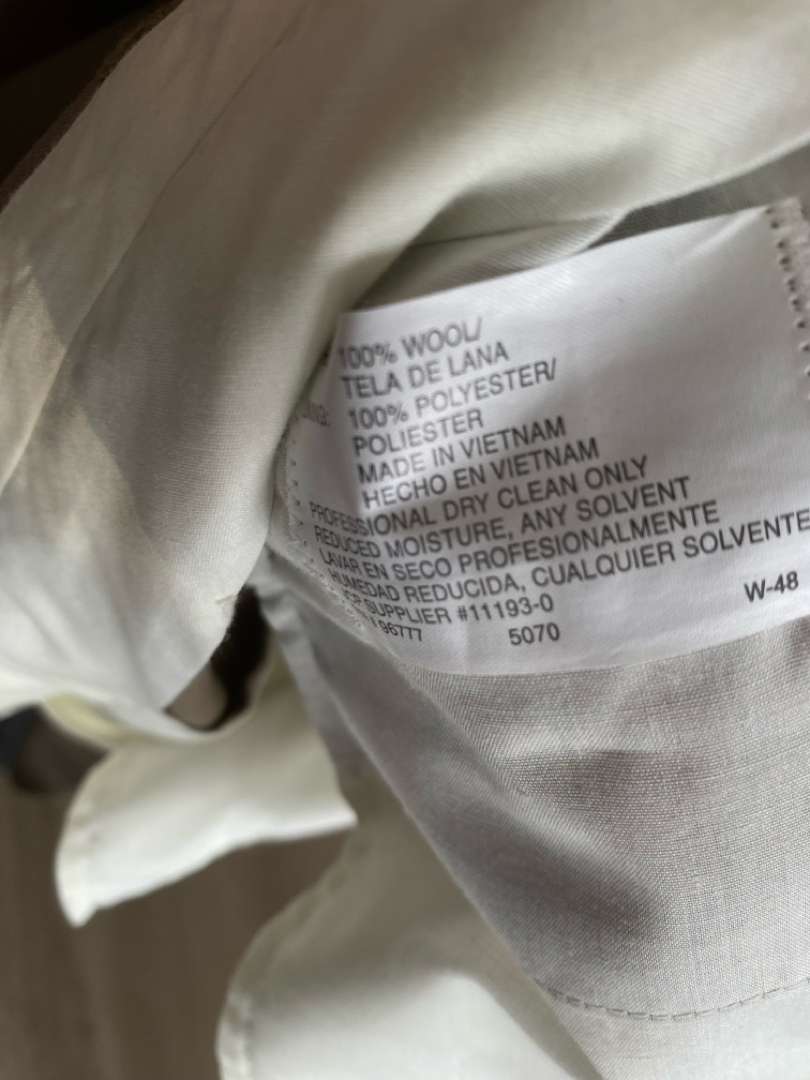 100% WOOL/
TELA DE LANA
100% POLYESTER/
POLIESTER
MADE IN VIETNAM
HECHO EN VIETNAM
PROFESSIONAL DRY CLEAN ONLY
REDUCED MOISTURE, ANY SOLVENT
LAVAR EN SECO PROFESIONALMENTE
HUMEDAD REDUCIDA, CUALQUIER SOLVENTE
SUPPLIER #11193-0
96777 5070 W-48